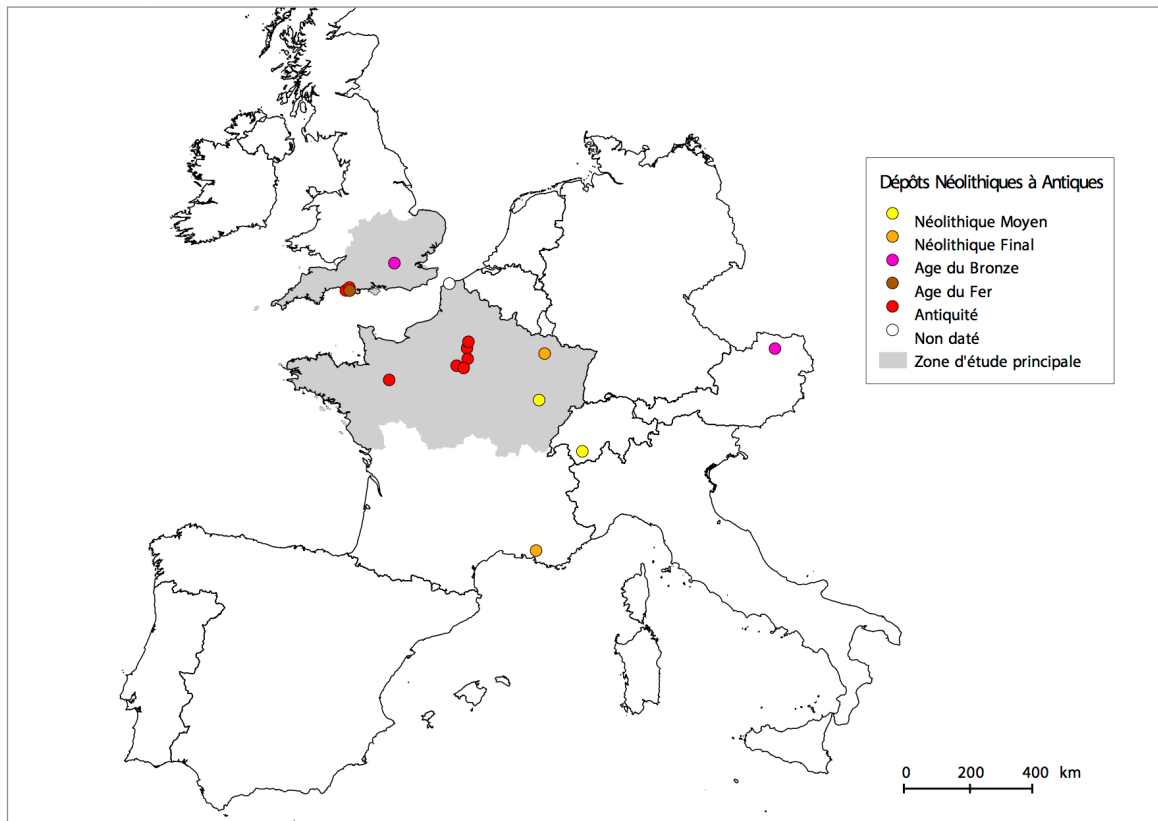 Dépôts Néolithiques à Antiques
Néolithique Moyen
Néolithique Final
Age du Bronze
Age du Fer
Antiquité
Non daté
Zone d'étude principale
0 200 400 km